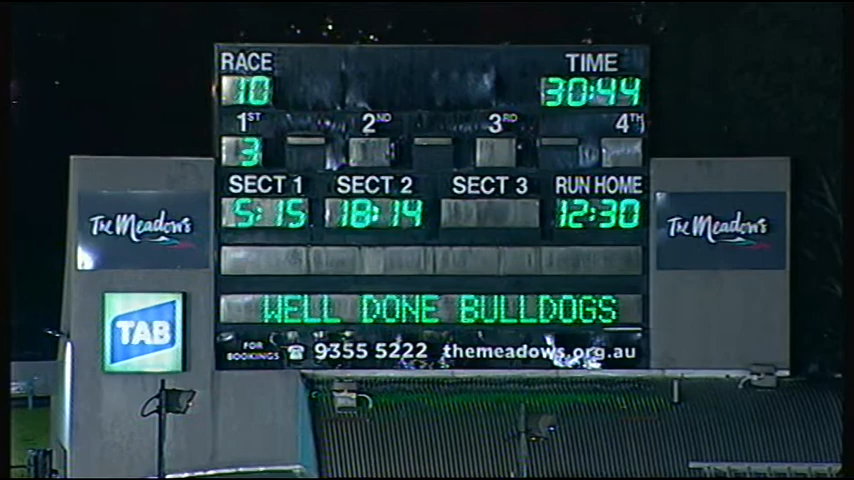 RACE TIME
10 30:44
1ST 2ND 3RD 4TH
3
SECT 1 SECT 2 SECT 3 RUN HOME
5:15 18:14 12:30
The Meadows
The Meadows
WELL DONE BULLDOGS
TAB
FOR BOOKINGS 9355 5222 themeadows.org.au